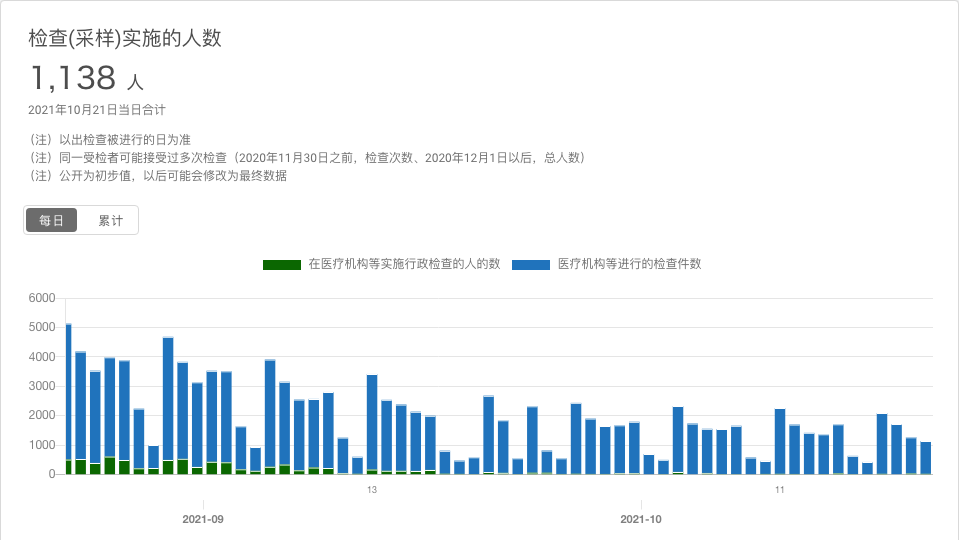 检查(采样)实施的人数
1,138 人
2021年10月21日当日合计
（注）以出检查被进行的日为准
（注）同一受检者可能接受过多次检查（2020年11月30日之前，检查次数、2020年12月1日以后，总人数）
（注）公开为初步值，以后可能会修改为最终数据
每日 累计
在医疗机构等实施行政检查的人的数 医疗机构等进行的检查件数
6000
5000
4000
3000
2000
1000
0
13 11
2021-09 2021-10